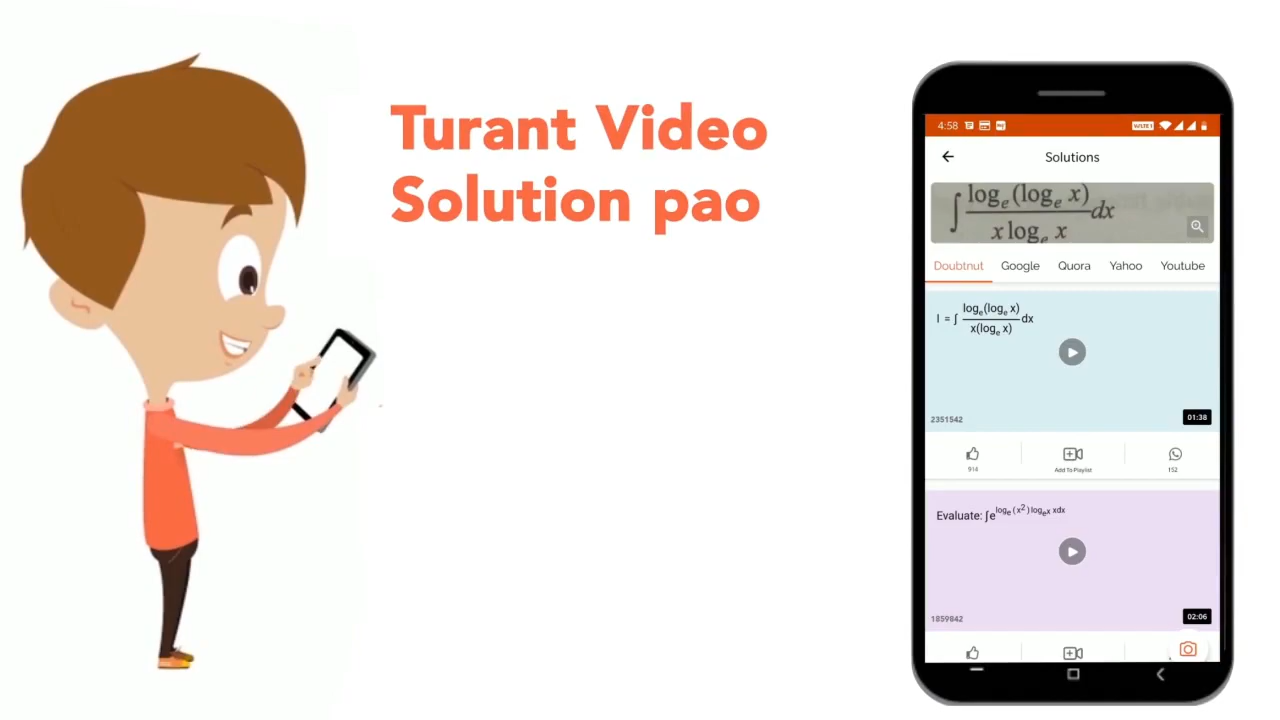 Turant Video
Solution pao
4:58
VoLTE
Solutions
∫ logₑ(logₑ x) / x logₑ x dx
Doubtnut Google Quora Yahoo Youtube
I = ∫ logₑ(logₑ x) / x(logₑ x) dx
2351542 01:38
914 Add To Playlist 152
Evaluate: ∫e^logₑ(x²)logₑx xdx
1859842 02:06